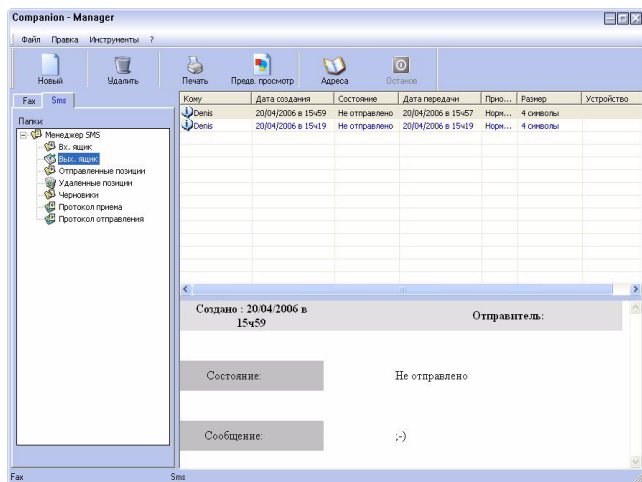 Companion - Manager
Файл Правка Инструменты ?
Новый Удалить Печать Предв. просмотр Адреса Останов
Fax Sms
Папки:
Менеджер SMS
Вх. ящик
Вых. ящик
Отправленные позиции
Удаленные позиции
Черновики
Протокол приема
Протокол отправления
Кому Дата создания Состояние Дата передачи Прио... Размер Устройство
Denis 20/04/2006 в 15ч59 Не отправлено 20/04/2006 в 15ч57 Норм... 4 символы
Denis 20/04/2006 в 15ч19 Не отправлено 20/04/2006 в 15ч19 Норм... 4 символы
Создано : 20/04/2006 в
15ч59
Отправитель:
Состояние: Не отправлено
Сообщение: ;-)
Fax Sms